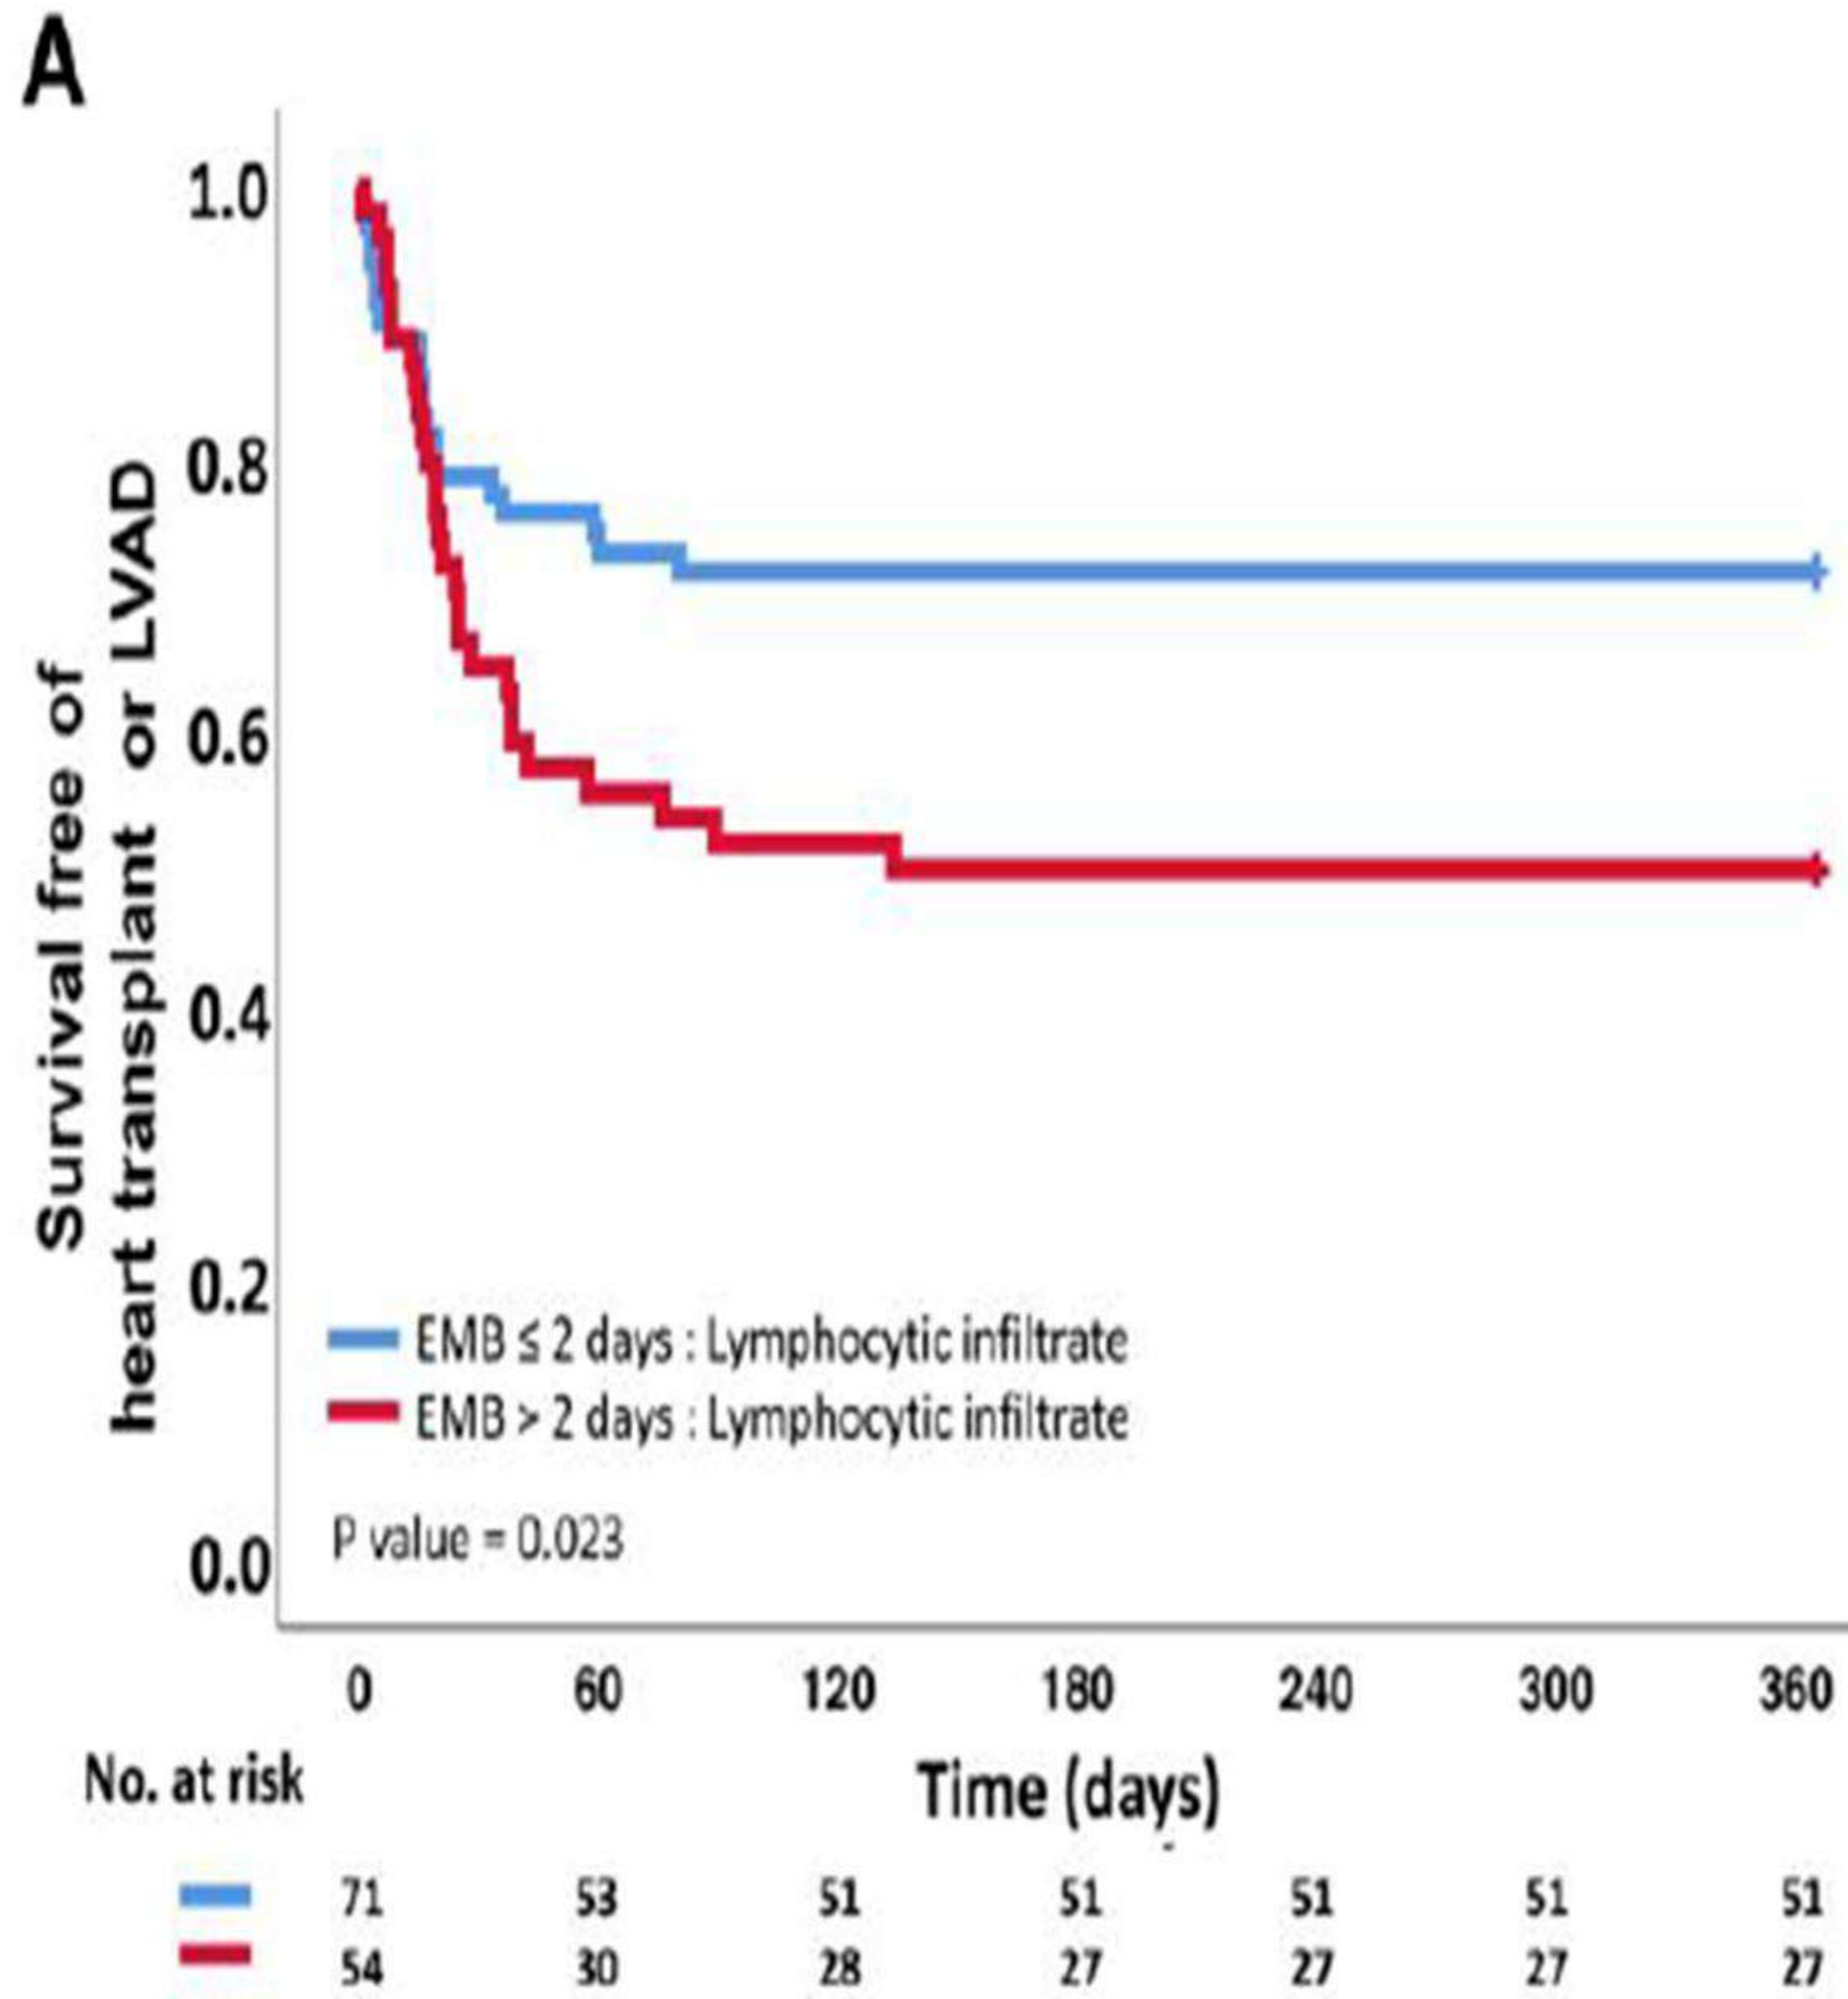 A
1.0
0.8
0.6
0.4
0.2
0.0
Survival free of
heart transplant or LVAD
EMB ≤ 2 days : Lymphocytic infiltrate
EMB > 2 days : Lymphocytic infiltrate
P value = 0.023
0 60 120 180 240 300 360
Time (days)
No. at risk
71 53 51 51 51 51 51
54 30 28 27 27 27 27